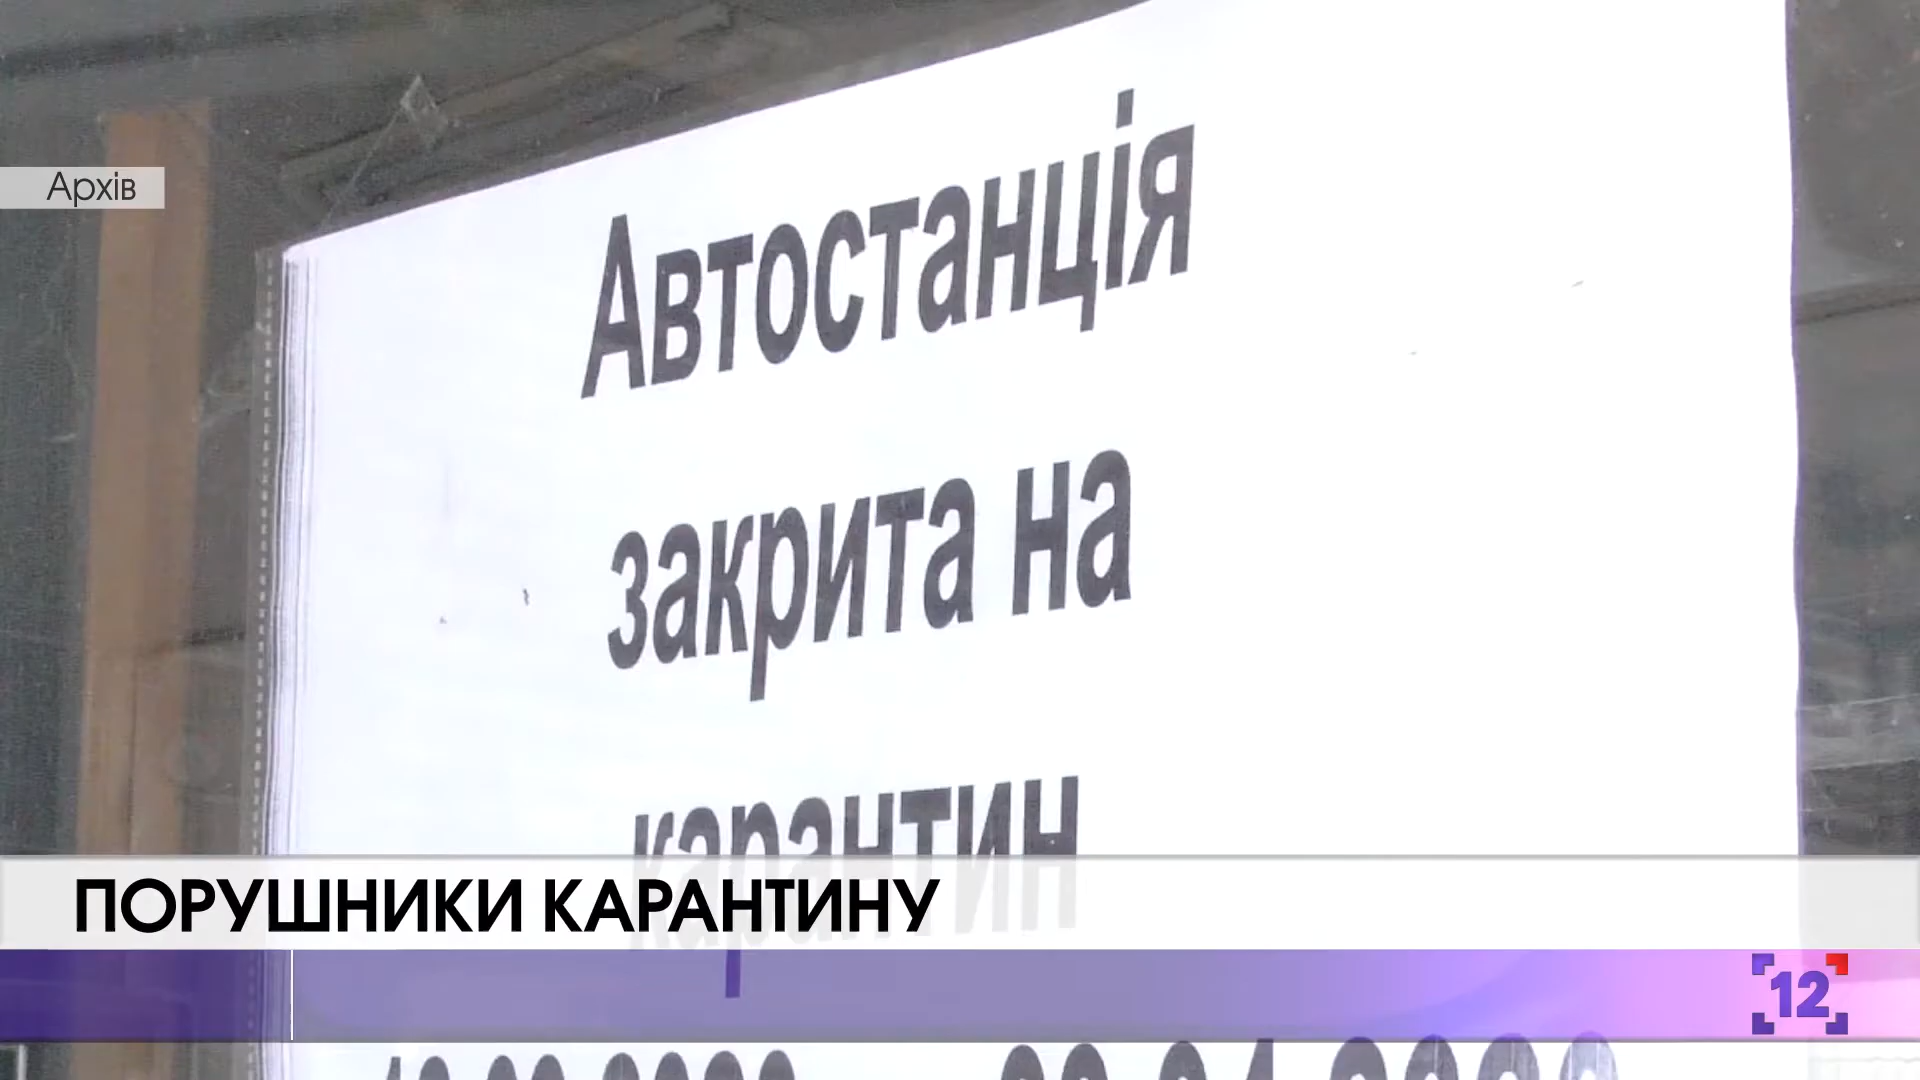 Архів
Автостанція
закрита на
карантин
ПОРУШНИКИ КАРАНТИНУ
12